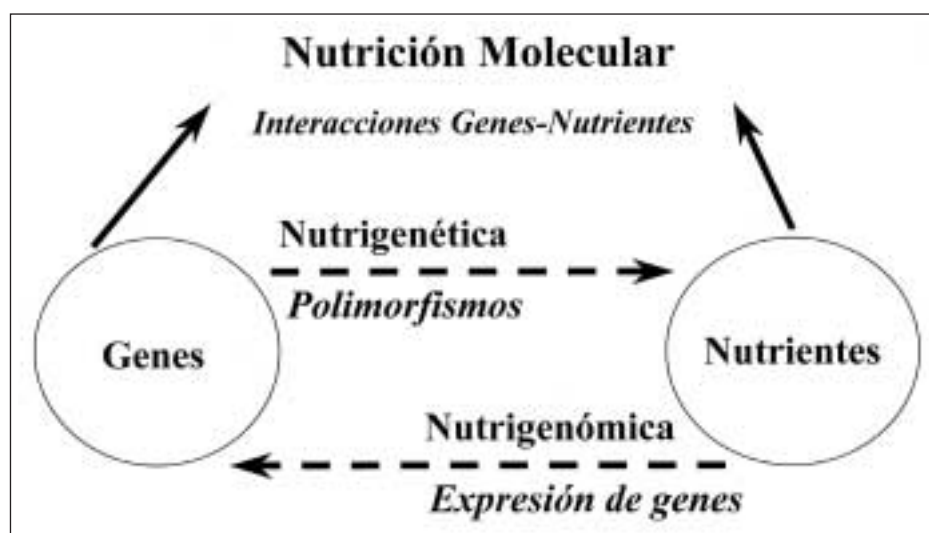 Nutrición Molecular
Interacciones Genes-Nutrientes
Nutrigenética
Polimorfismos
Genes
Nutrientes
Nutrigenómica
Expresión de genes